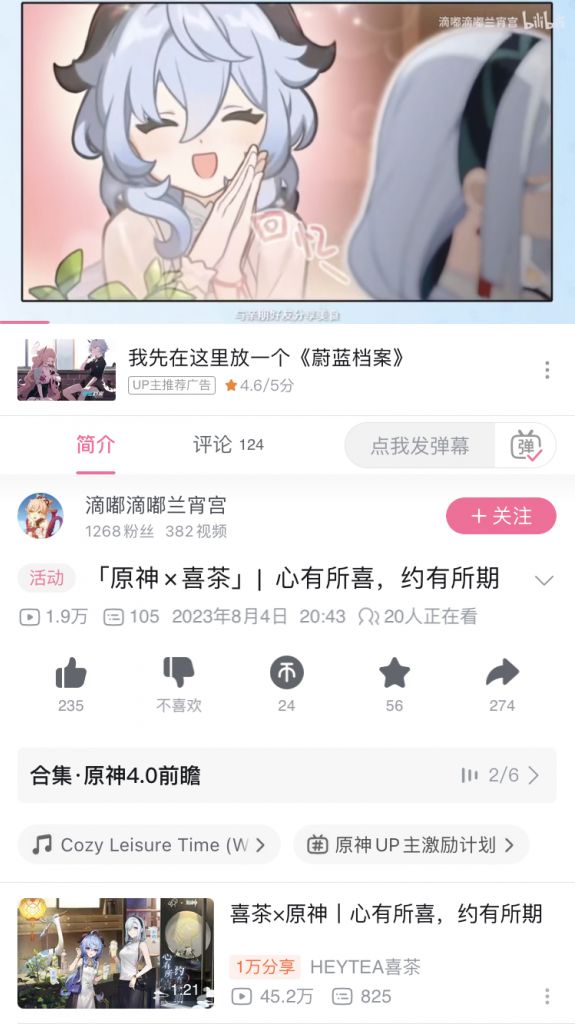 滴嘟滴嘟兰宵宫 bilibili
回忆
与亲朋好友分享美食
我先在这里放一个《蔚蓝档案》
UP主推荐广告 4.6/5分
简介 评论 124 点我发弹幕 弹
滴嘟滴嘟兰宵宫
1268粉丝 382视频
+ 关注
活动 「原神×喜茶」| 心有所喜，约有所期
1.9万 105 2023年8月4日 20:43 20人正在看
235 不喜欢 24 56 274
合集·原神4.0前瞻 2/6
Cozy Leisure Time (W 原神UP主激励计划
喜茶×原神丨心有所喜，约有所期
心有所喜
约有所期
1:21
1万分享 HEYTEA喜茶
45.2万 825